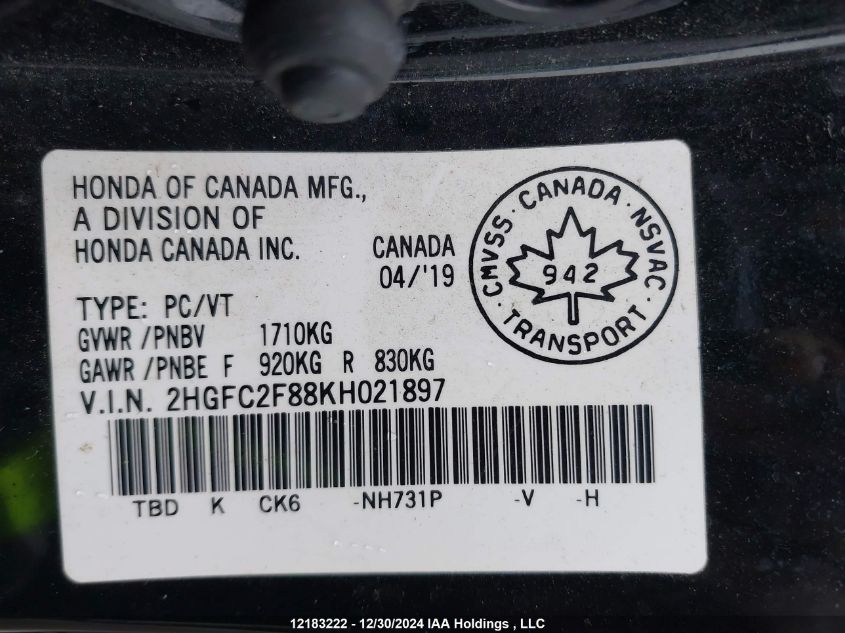 HONDA OF CANADA MFG.,
A DIVISION OF
HONDA CANADA INC. CANADA
04/'19
TYPE: PC/VT
GVWR /PNBV 1710KG
GAWR /PNBE F 920KG R 830KG
V.I.N. 2HGFC2F88KH021897
TBD K CK6 -NH731P -V -H
CMVSS · CANADA · NSVAC · TRANSPORT ·
942
12183222 - 12/30/2024 IAA Holdings , LLC